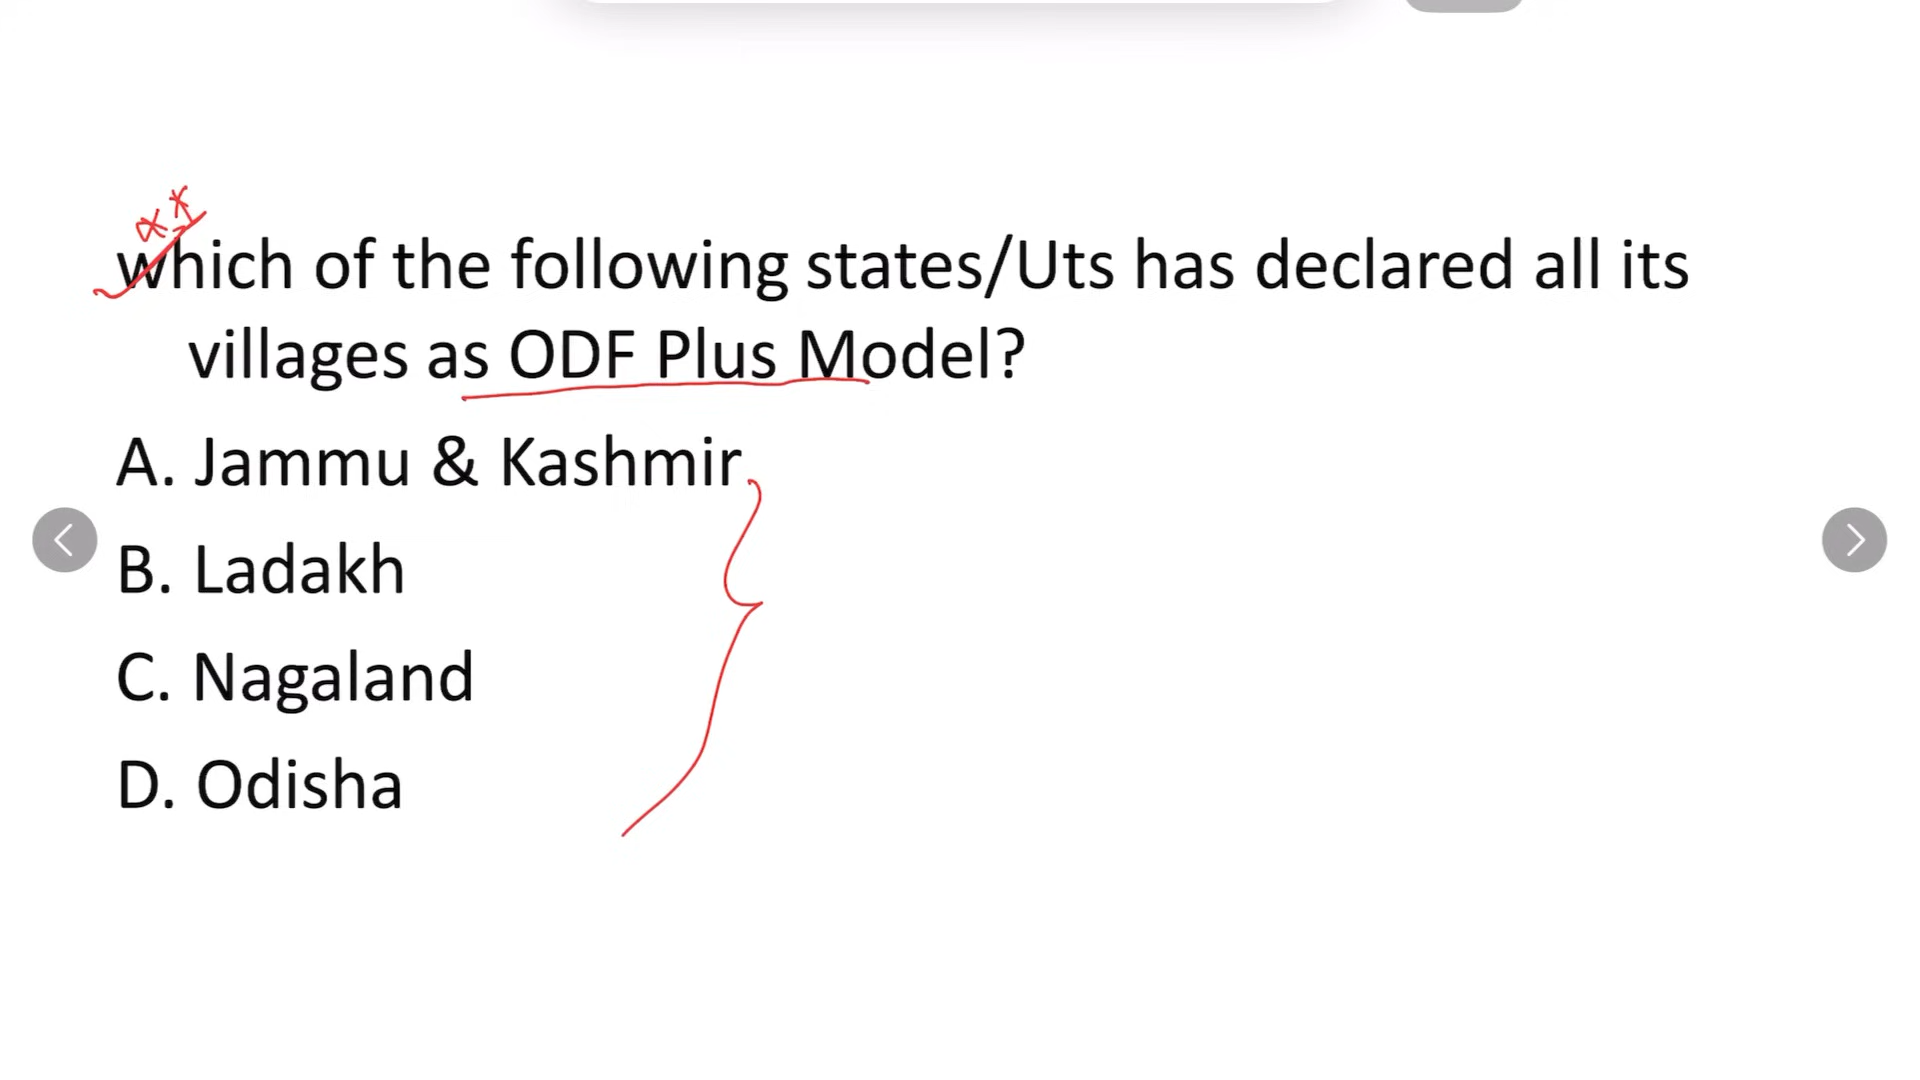 which of the following states/Uts has declared all its
villages as ODF Plus Model?
A. Jammu & Kashmir
B. Ladakh
C. Nagaland
D. Odisha